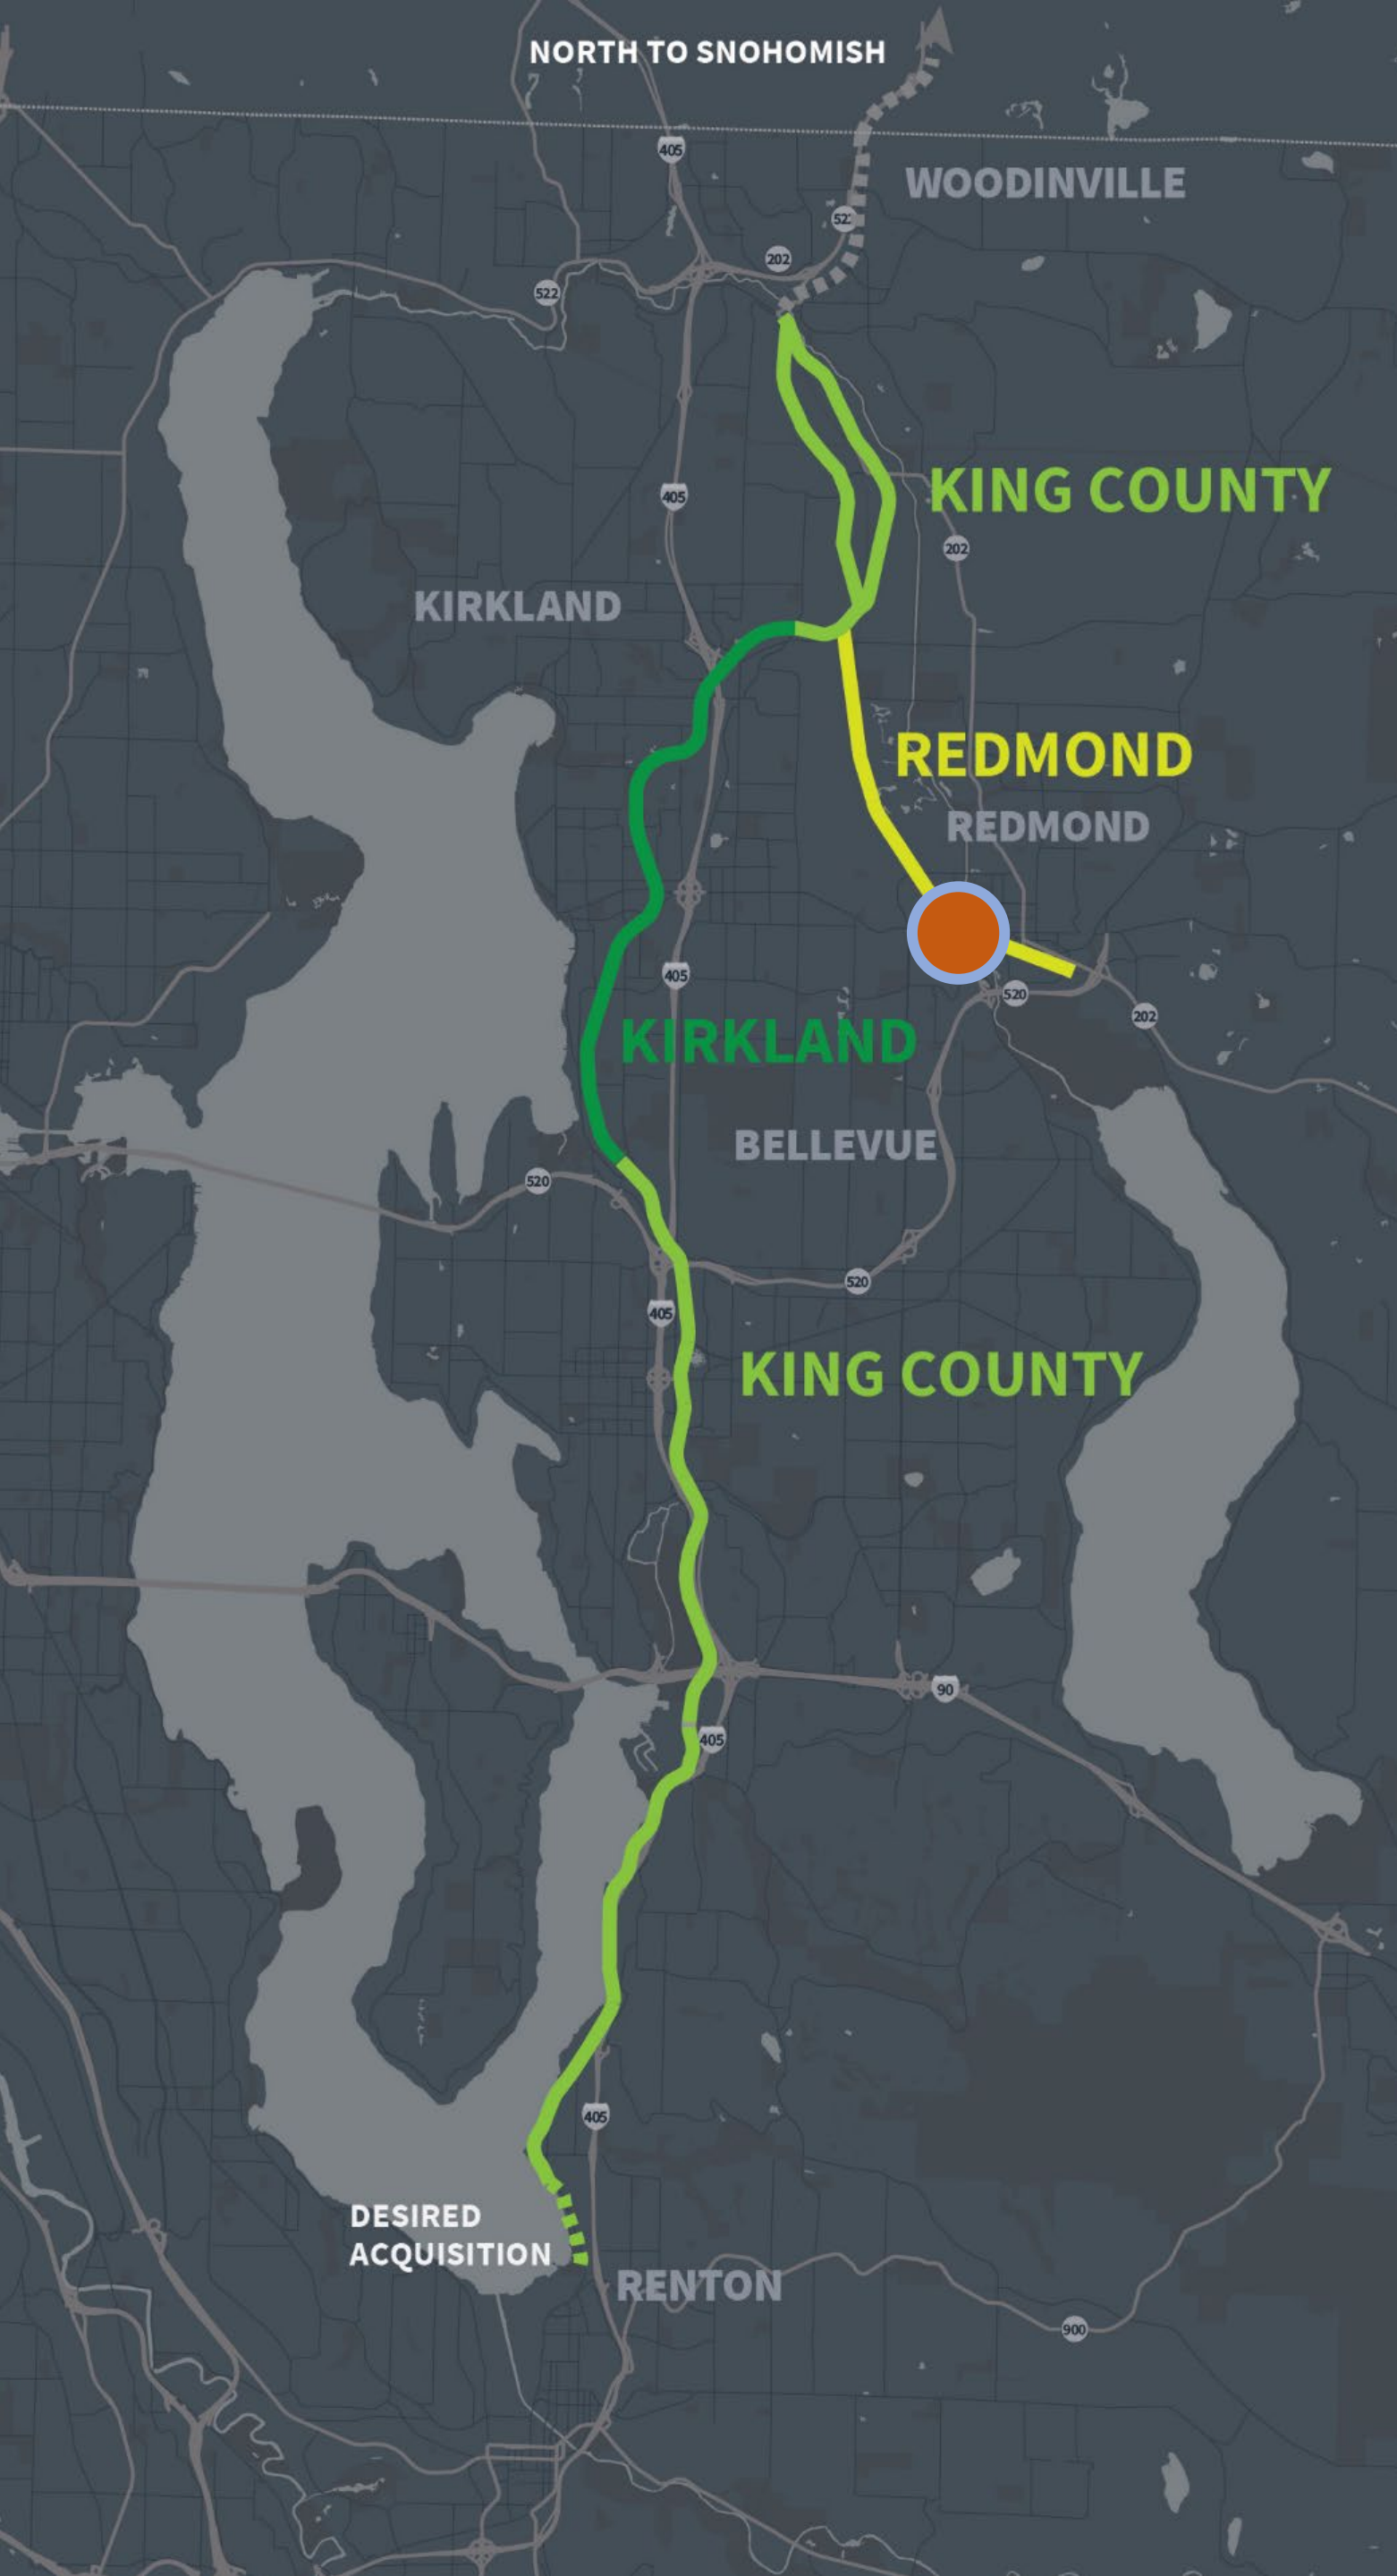 NORTH TO SNOHOMISH
405
WOODINVILLE
522
202
522
KING COUNTY
405
202
KIRKLAND
REDMOND
REDMOND
405
520
202
KIRKLAND
BELLEVUE
520
520
405
KING COUNTY
90
405
405
DESIRED
ACQUISITION
RENTON
900